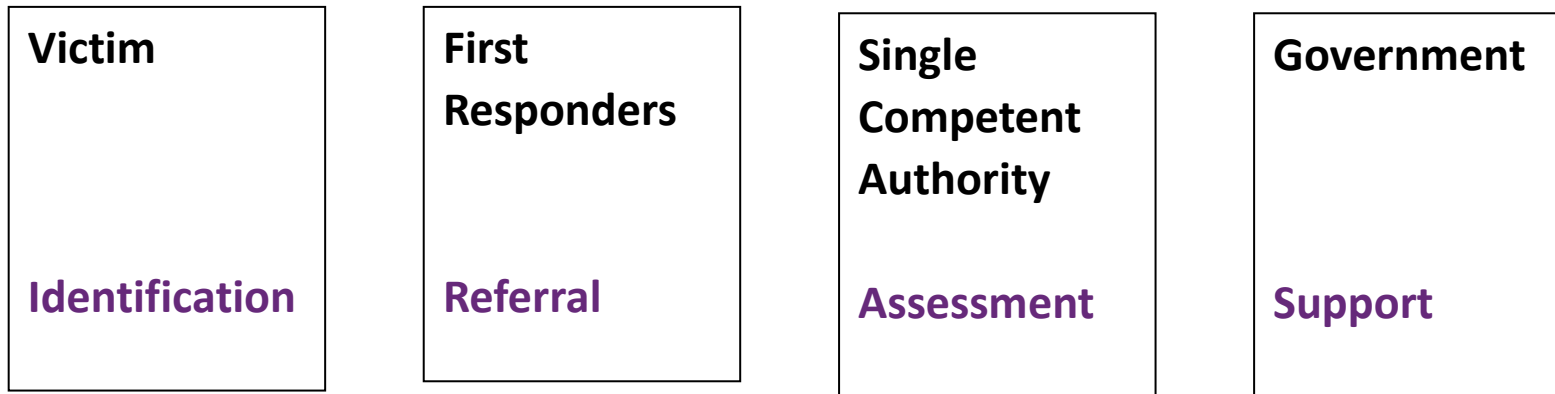 Victim
Identification
First
Responders
Referral
Single
Competent
Authority
Assessment
Government
Support